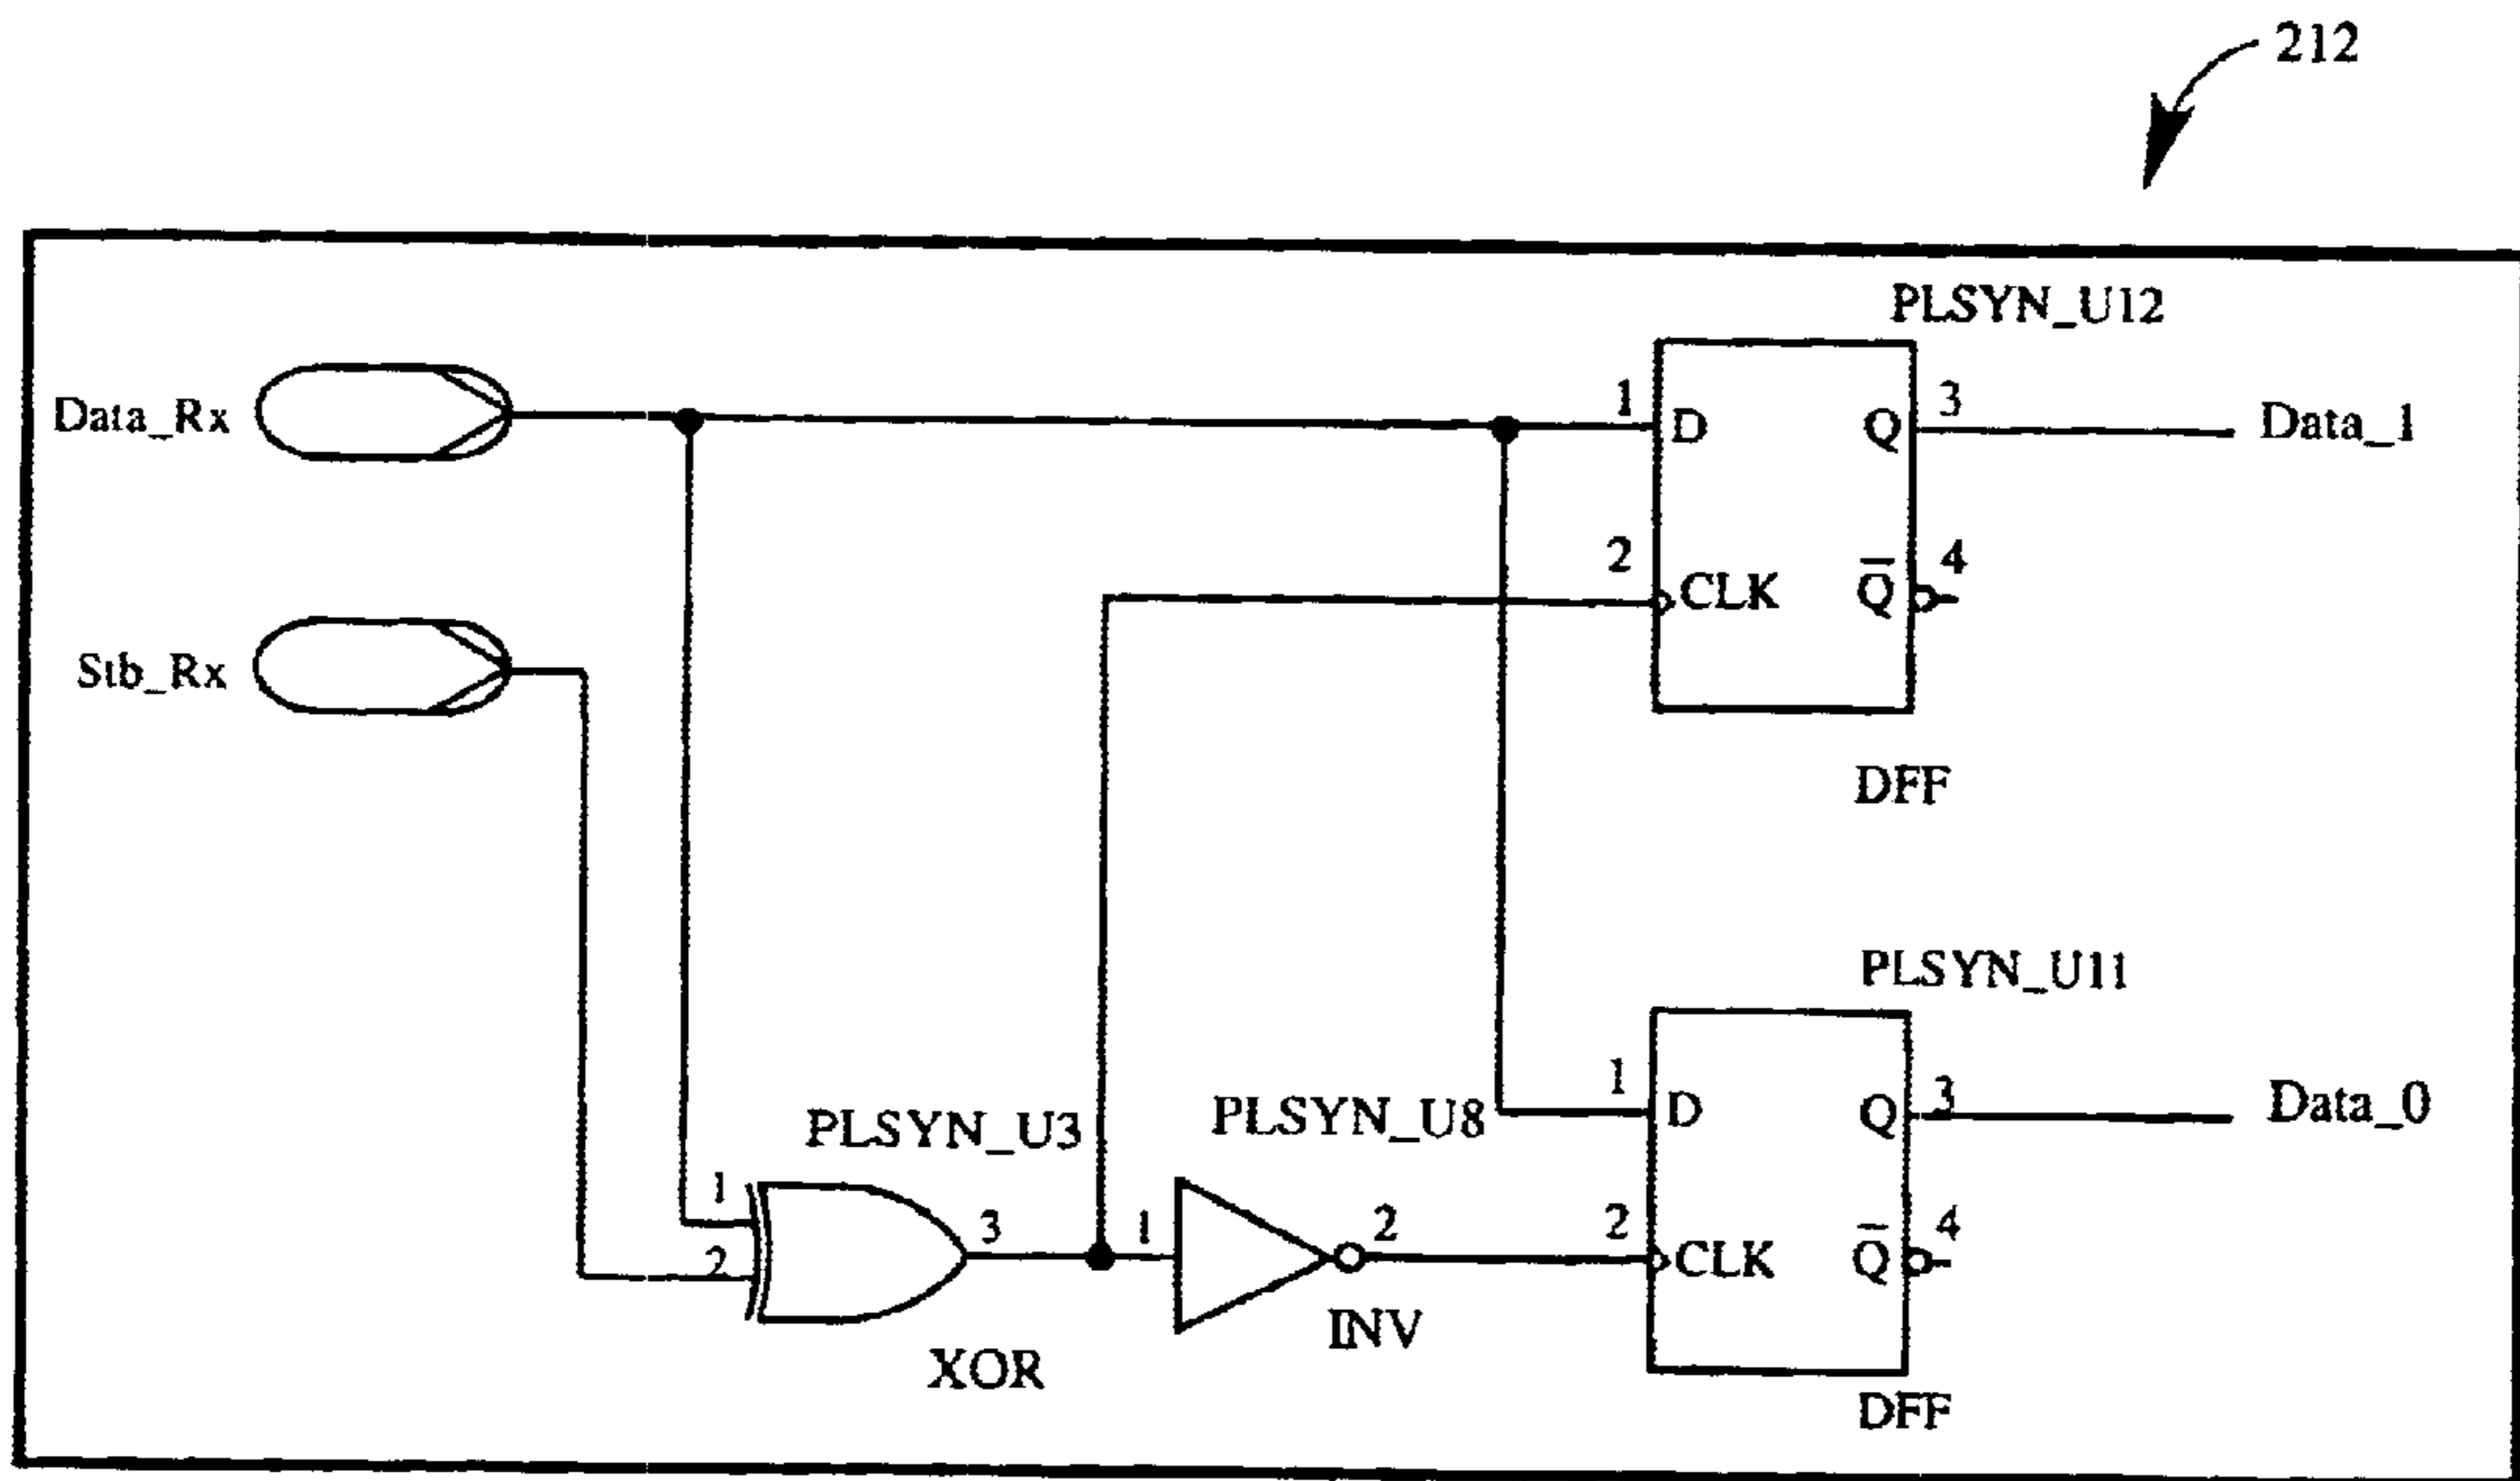 212
PLSYN_U12
Data_Rx
1
D
Q
3
Data_1
2
CLK
Q̅
4
Stb_Rx
DFF
PLSYN_U11
PLSYN_U3
PLSYN_U8
1
D
Q
3
Data_0
1
2
3
1
2
2
CLK
Q̅
4
INV
XOR
DFF